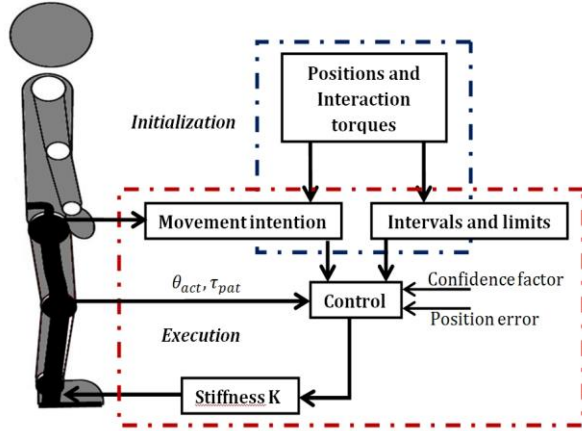 Positions and
Interaction
torques
Initialization
Movement intention
Intervals and limits
θact, τpat
Control
Confidence factor
Position error
Execution
Stiffness K